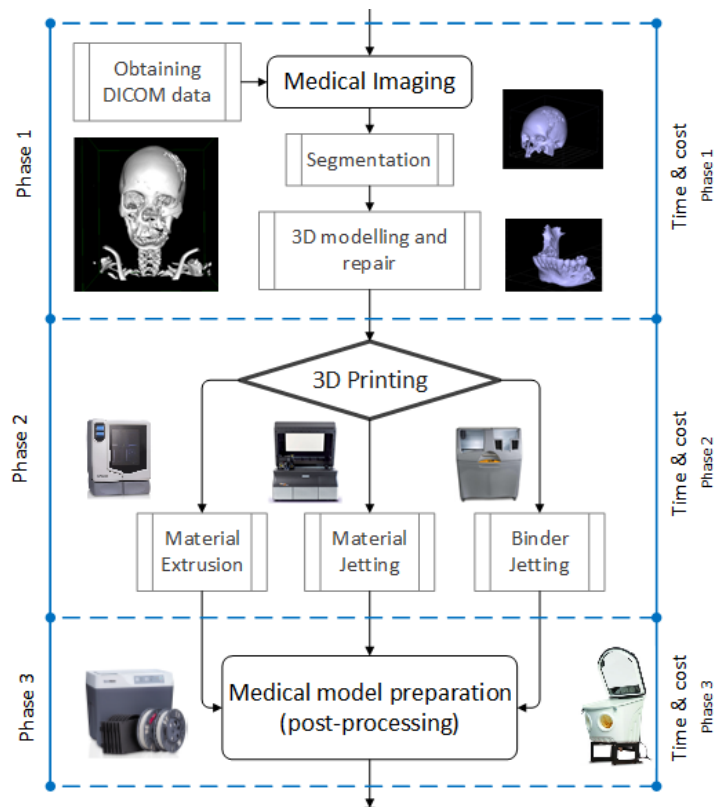 Phase 1
Obtaining
DICOM data
Medical Imaging
Segmentation
3D modelling and
repair
Time & cost
Phase 1
Phase 2
3D Printing
Material
Extrusion
Material
Jetting
Binder
Jetting
Time & cost
Phase 2
Phase 3
Medical model preparation
(post-processing)
Time & cost
Phase 3